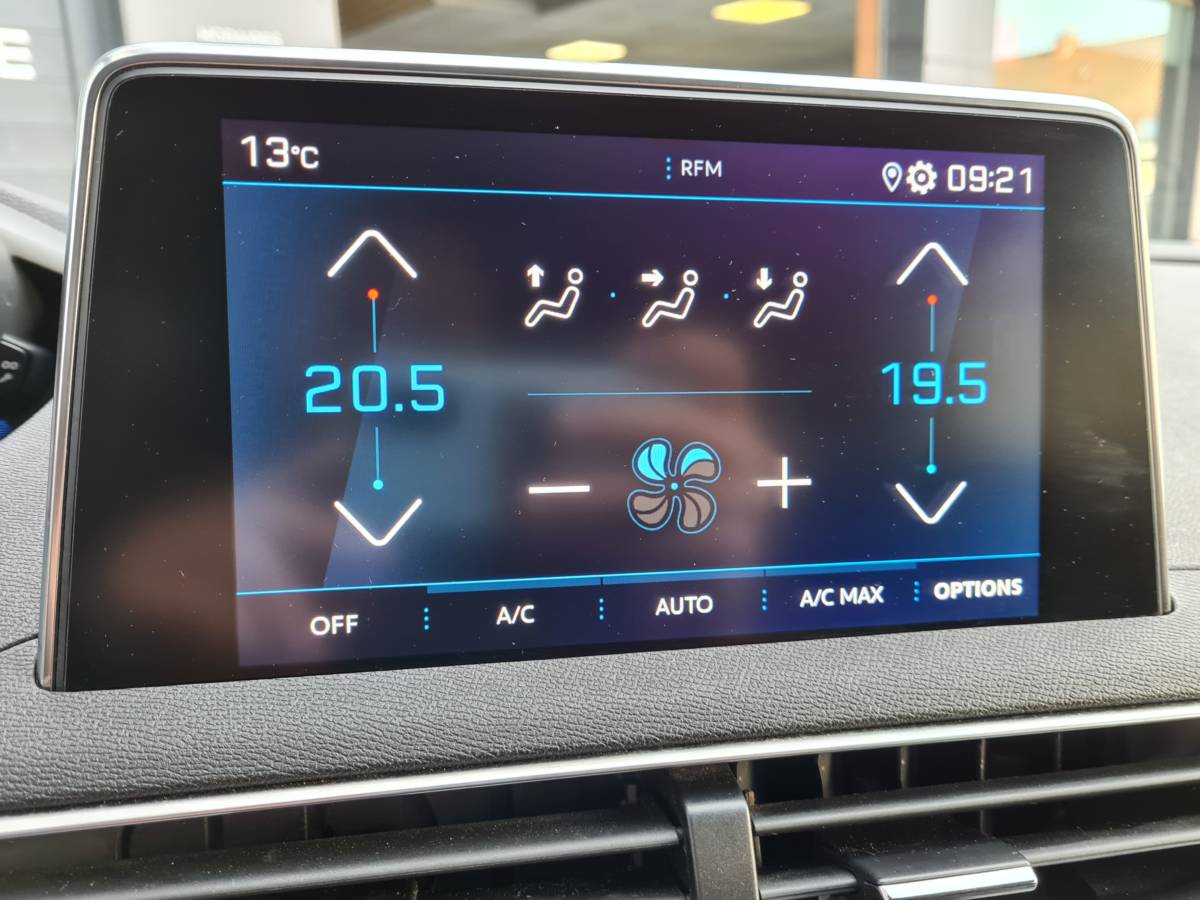 13°C
RFM
09:21
20.5
19.5
OFF
A/C
AUTO
A/C MAX
OPTIONS